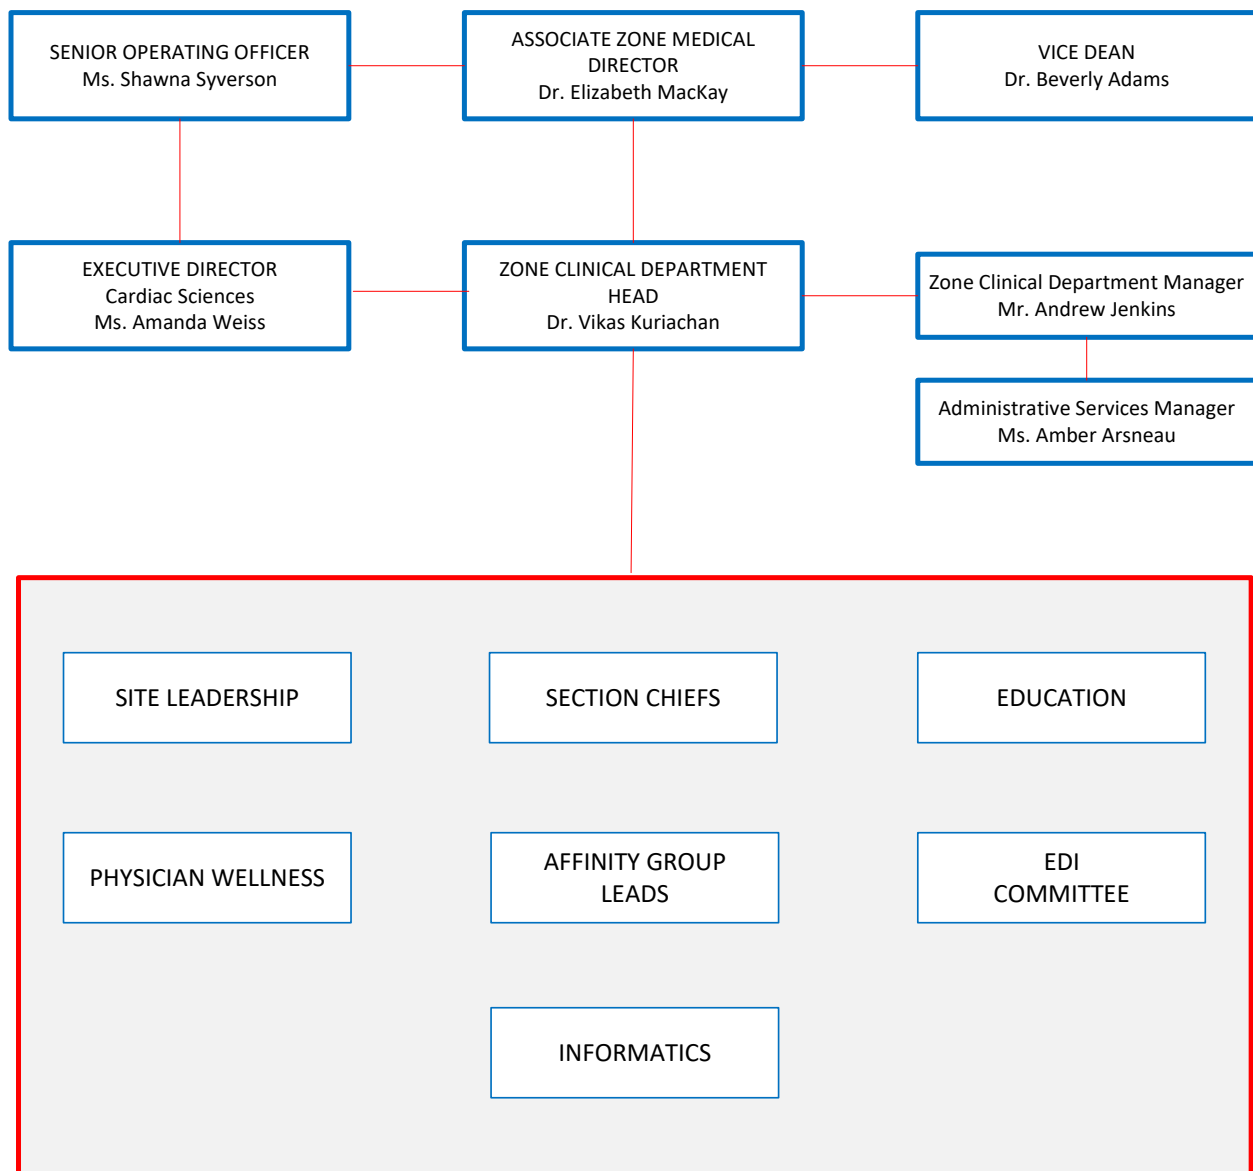 SENIOR OPERATING OFFICER
Ms. Shawna Syverson
ASSOCIATE ZONE MEDICAL
DIRECTOR
Dr. Elizabeth MacKay
VICE DEAN
Dr. Beverly Adams
EXECUTIVE DIRECTOR
Cardiac Sciences
Ms. Amanda Weiss
ZONE CLINICAL DEPARTMENT
HEAD
Dr. Vikas Kuriachan
Zone Clinical Department Manager
Mr. Andrew Jenkins
Administrative Services Manager
Ms. Amber Arsneau
SITE LEADERSHIP
SECTION CHIEFS
EDUCATION
PHYSICIAN WELLNESS
AFFINITY GROUP
LEADS
EDI
COMMITTEE
INFORMATICS